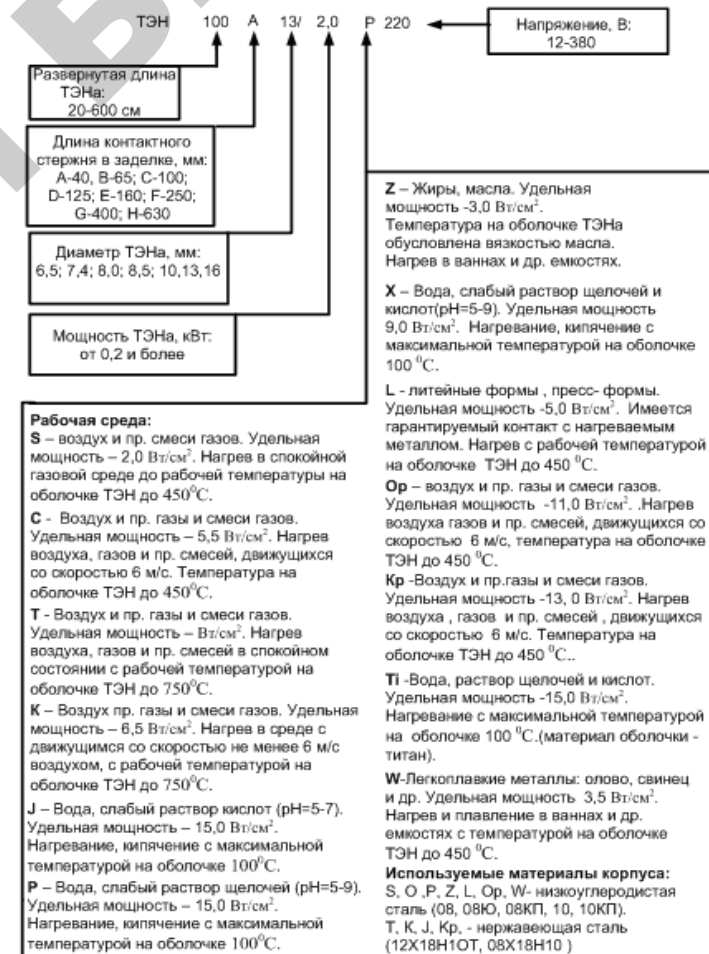 ТЭН 100 А 13/ 2,0 Р 220
Напряжение, В:
12-380
Развернутая длина
ТЭНа:
20-600 см
Длина контактного
стержня в заделке, мм:
А-40, В-65; С-100;
D-125; Е-160; F-250;
G-400; Н-630
Диаметр ТЭНа, мм:
6,5; 7,4; 8,0; 8,5; 10,13,16
Мощность ТЭНа, кВт:
от 0,2 и более
Рабочая среда:
S – воздух и пр. смеси газов. Удельная
мощность – 2,0 Вт/см². Нагрев в спокойной
газовой среде до рабочей температуры на
оболочке ТЭН до 450⁰С.
С - Воздух и пр. газы и смеси газов.
Удельная мощность – 5,5 Вт/см². Нагрев
воздуха, газов и пр. смесей, движущихся
со скоростью 6 м/с. Температура на
оболочке ТЭН до 450⁰С.
Т - Воздух и пр. газы и смеси газов.
Удельная мощность – Вт/см². Нагрев
воздуха, газов и пр. смесей в спокойном
состоянии с рабочей температурой на
оболочке ТЭН до 750⁰С.
К – Воздух пр. газы и смеси газов. Удельная
мощность – 6,5 Вт/см². Нагрев в среде с
движущимся со скоростью не менее 6 м/с
воздухом, с рабочей температурой на
оболочке ТЭН до 750⁰С.
J – Вода, слабый раствор кислот (рН=5-7).
Удельная мощность – 15,0 Вт/см².
Нагревание, кипячение с максимальной
температурой на оболочке 100⁰С.
Р – Вода, слабый раствор щелочей (рН=5-9).
Удельная мощность – 15,0 Вт/см².
Нагревание, кипячение с максимальной
температурой на оболочке 100⁰С.
Z – Жиры, масла. Удельная
мощность -3,0 Вт/см².
Температура на оболочке ТЭНа
обусловлена вязкостью масла.
Нагрев в ваннах и др. емкостях.
Х – Вода, слабый раствор щелочей и
кислот(рН=5-9). Удельная мощность
9,0 Вт/см². Нагревание, кипячение с
максимальной температурой на оболочке
100 ⁰С.
L - литейные формы , пресс- формы.
Удельная мощность -5,0 Вт/см². Имеется
гарантируемый контакт с нагреваемым
металлом. Нагрев с рабочей температурой
на оболочке ТЭН до 450 ⁰С.
Ор – воздух и пр. газы и смеси газов.
Удельная мощность -11,0 Вт/см². .Нагрев
воздуха газов и пр. смесей, движущихся со
скоростью 6 м/с, температура на оболочке
ТЭН до 450 ⁰С.
Кр -Воздух и пр.газы и смеси газов.
Удельная мощность -13, 0 Вт/см². Нагрев
воздуха , газов и пр. смесей , движущихся
со скоростью 6 м/с. Температура на
оболочке ТЭН до 450 ⁰С..
Ti -Вода, раствор щелочей и кислот.
Удельная мощность -15,0 Вт/см².
Нагревание с максимальной температурой
на оболочке 100 ⁰С.(материал оболочки -
титан).
W-Легкоплавкие металлы: олово, свинец
и др. Удельная мощность 3,5 Вт/см².
Нагрев и плавление в ваннах и др.
емкостях с температурой на оболочке
ТЭН до 450 ⁰С.
Используемые материалы корпуса:
S, О ,Р, Z, L, Ор, W- низкоуглеродистая
сталь (08, 08Ю, 08КП, 10, 10КП).
Т, К, J, Кр, - нержавеющая сталь
(12Х18Н1ОТ, 08Х18Н10 )